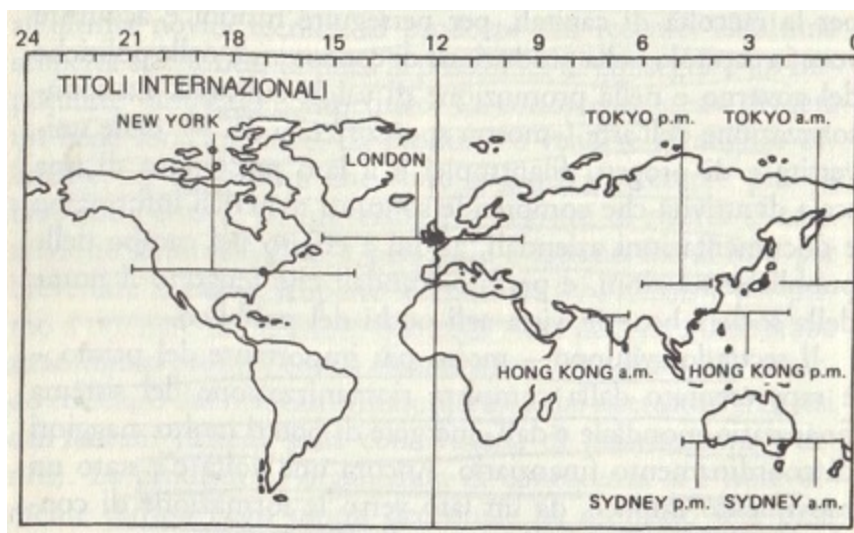 24 21 18 15 12 9 6 3 0
TITOLI INTERNAZIONALI
NEW YORK
TOKYO p.m. TOKYO a.m.
LONDON
HONG KONG a.m. HONG KONG p.m.
SYDNEY p.m. SYDNEY a.m.